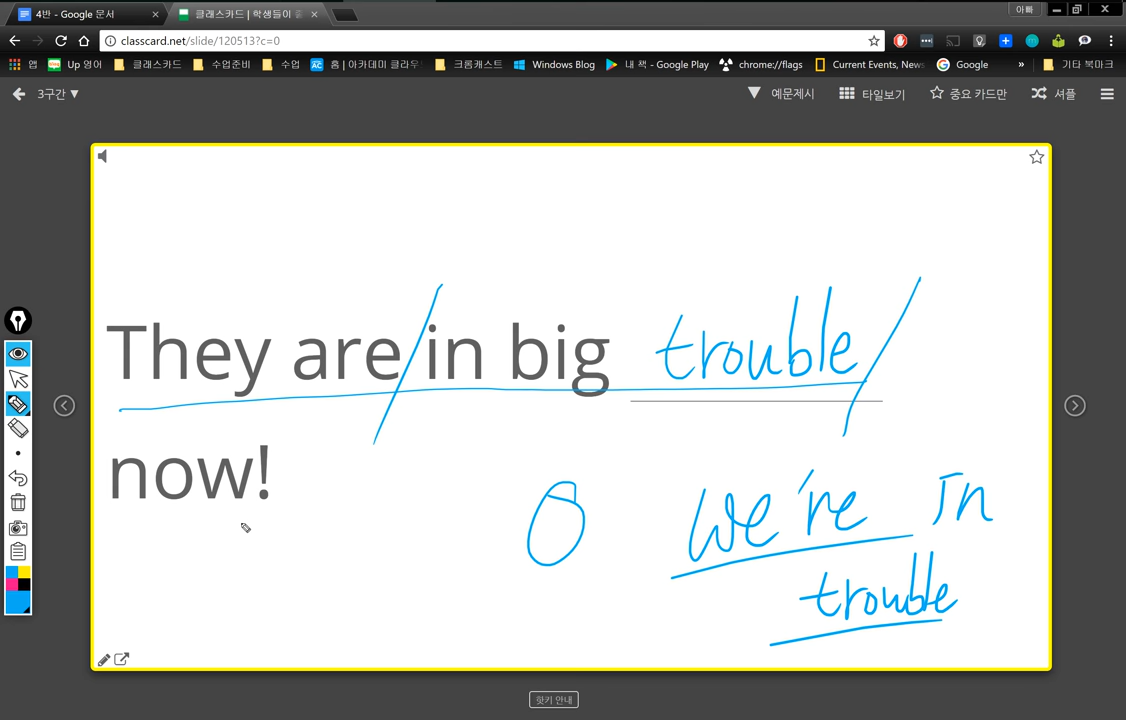 4반 - Google 문서
클래스카드 | 학생들이 즐
아빠
classcard.net/slide/120513?c=0
앱 Up 영어 클래스카드 수업준비 수업 홈 | 아카데미 클라우 크롬캐스트 Windows Blog 내 책 - Google Play chrome://flags Current Events, News Google » 기타 북마크
3구간 ▼ ▼ 예문제시 타일보기 중요 카드만 셔플
They are / in big trouble /
now!
we're in
trouble
핫키 안내